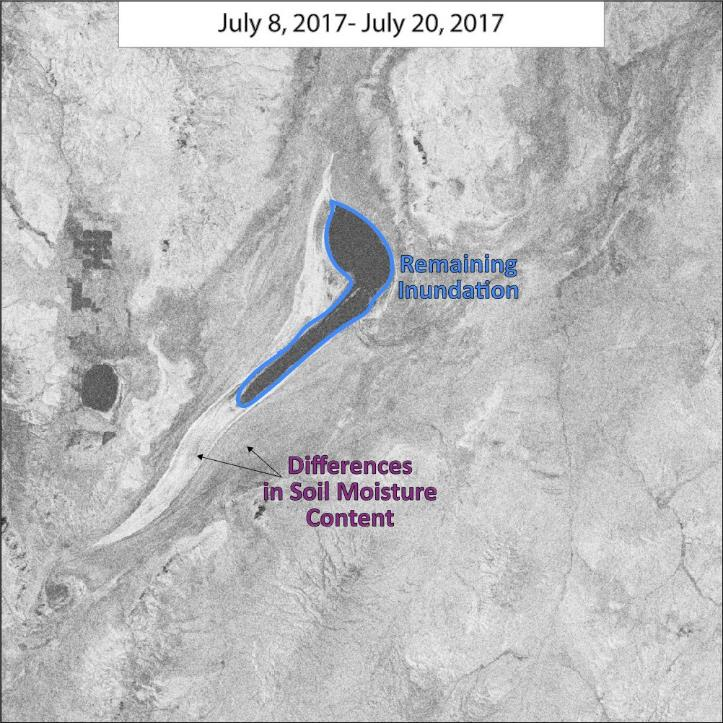 July 8, 2017- July 20, 2017
Remaining
Inundation
Differences
in Soil Moisture
Content